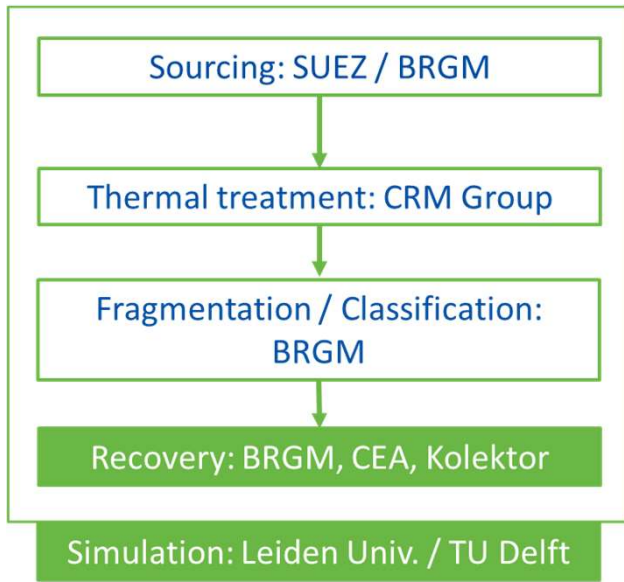 Sourcing: SUEZ / BRGM
Thermal treatment: CRM Group
Fragmentation / Classification:
BRGM
Recovery: BRGM, CEA, Kolektor
Simulation: Leiden Univ. / TU Delft